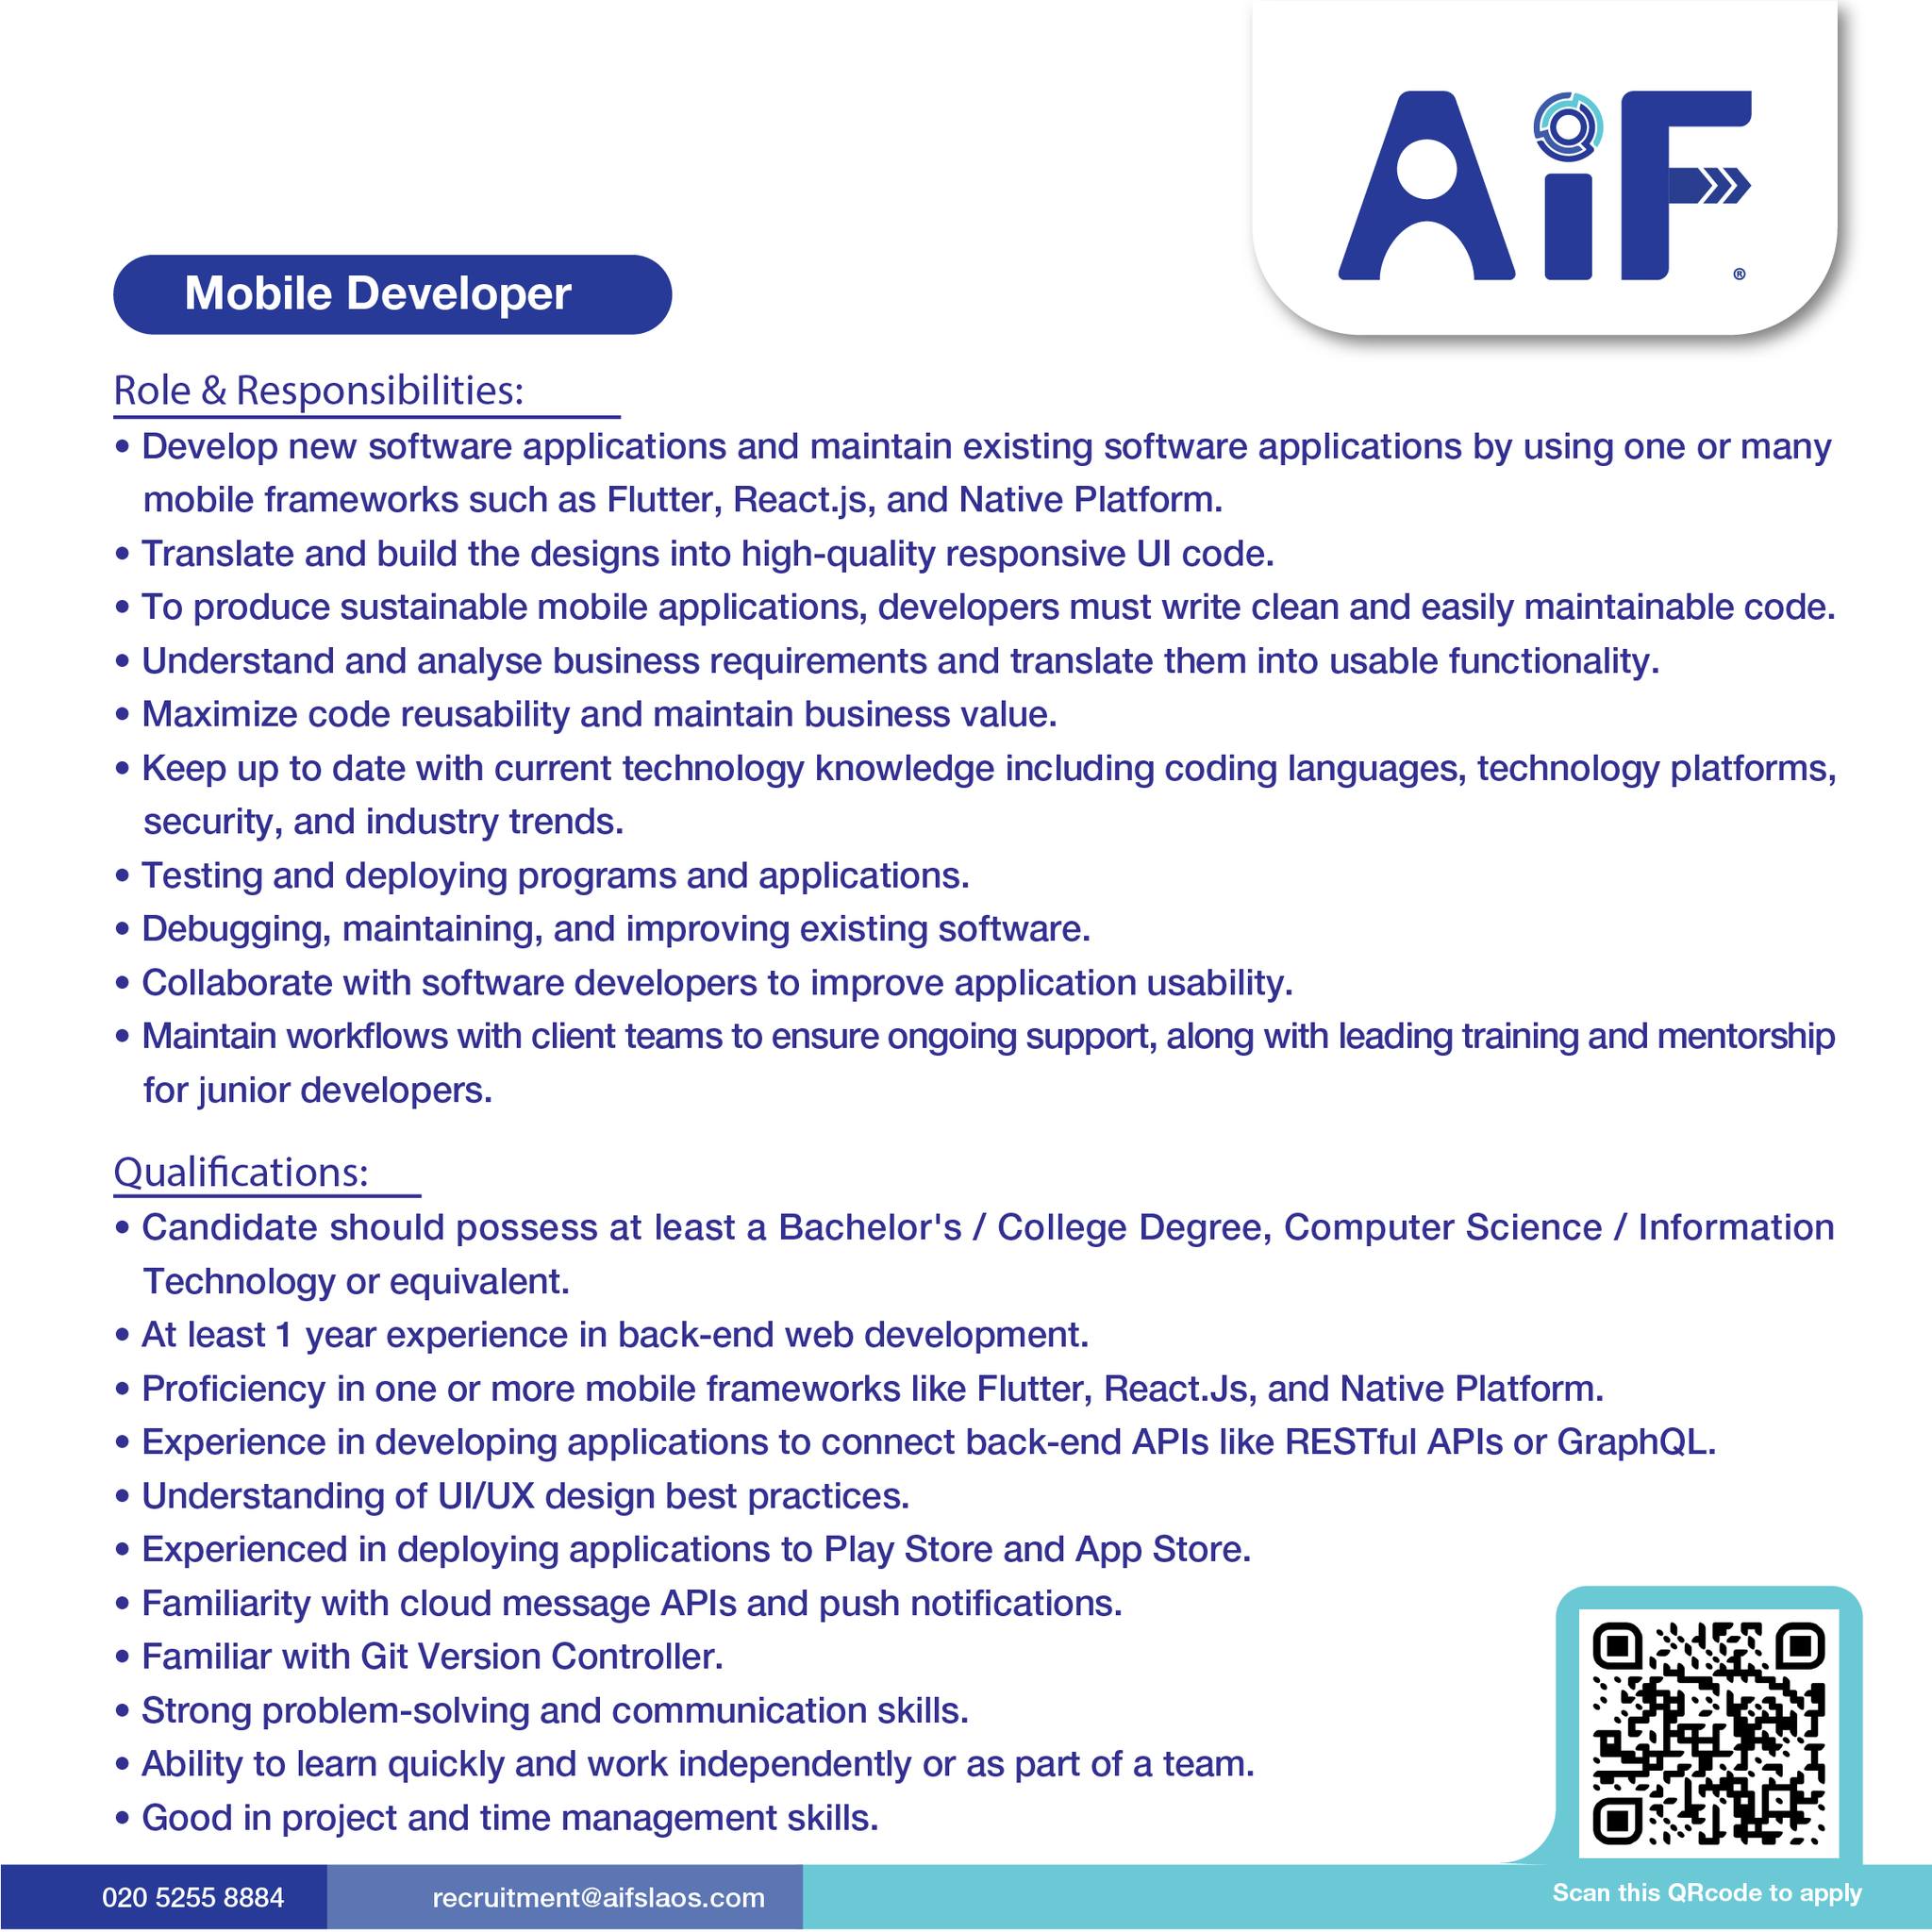 AiF
®
Mobile Developer
Role & Responsibilities:
• Develop new software applications and maintain existing software applications by using one or many
mobile frameworks such as Flutter, React.js, and Native Platform.
• Translate and build the designs into high-quality responsive UI code.
• To produce sustainable mobile applications, developers must write clean and easily maintainable code.
• Understand and analyse business requirements and translate them into usable functionality.
• Maximize code reusability and maintain business value.
• Keep up to date with current technology knowledge including coding languages, technology platforms,
security, and industry trends.
• Testing and deploying programs and applications.
• Debugging, maintaining, and improving existing software.
• Collaborate with software developers to improve application usability.
• Maintain workflows with client teams to ensure ongoing support, along with leading training and mentorship
for junior developers.
Qualifications:
• Candidate should possess at least a Bachelor's / College Degree, Computer Science / Information
Technology or equivalent.
• At least 1 year experience in back-end web development.
• Proficiency in one or more mobile frameworks like Flutter, React.Js, and Native Platform.
• Experience in developing applications to connect back-end APIs like RESTful APIs or GraphQL.
• Understanding of UI/UX design best practices.
• Experienced in deploying applications to Play Store and App Store.
• Familiarity with cloud message APIs and push notifications.
• Familiar with Git Version Controller.
• Strong problem-solving and communication skills.
• Ability to learn quickly and work independently or as part of a team.
• Good in project and time management skills.
020 5255 8884
recruitment@aifslaos.com
Scan this QRcode to apply